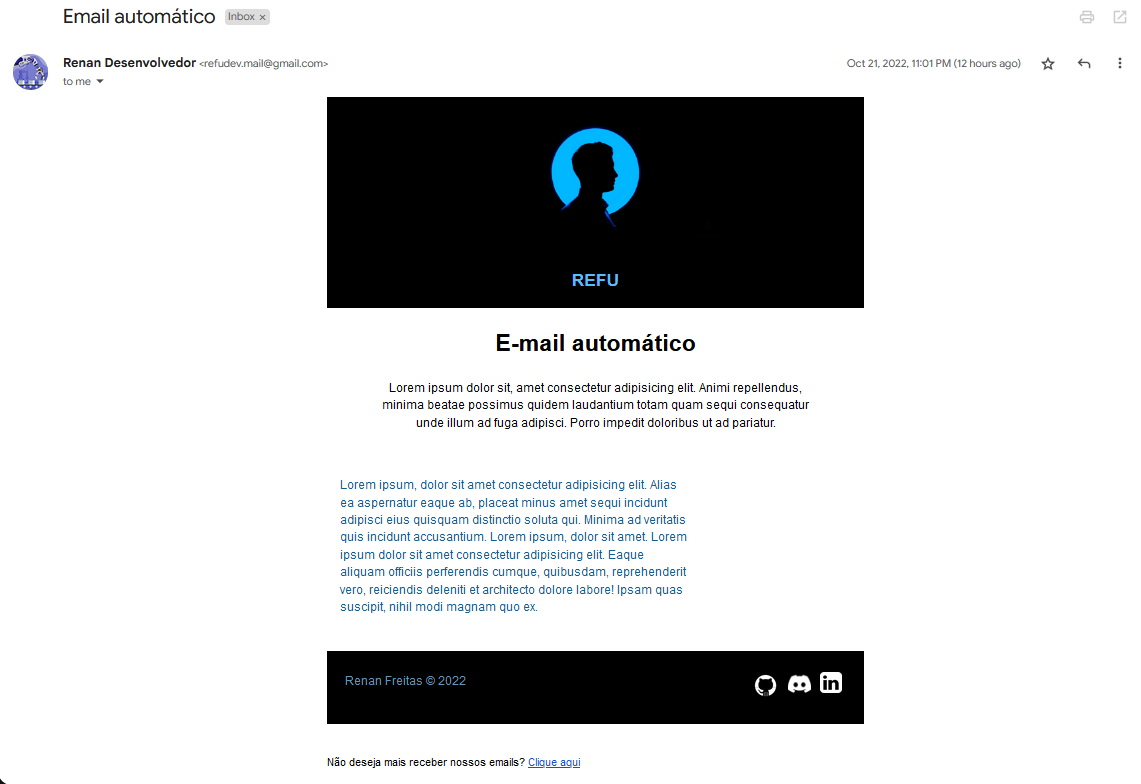 Email automático Inbox ×
Renan Desenvolvedor <refudev.mail@gmail.com> Oct 21, 2022, 11:01 PM (12 hours ago)
to me
REFU
E-mail automático
Lorem ipsum dolor sit, amet consectetur adipisicing elit. Animi repellendus,
minima beatae possimus quidem laudantium totam quam sequi consequatur
unde illum ad fuga adipisci. Porro impedit doloribus ut ad pariatur.
Lorem ipsum, dolor sit amet consectetur adipisicing elit. Alias
ea aspernatur eaque ab, placeat minus amet sequi incidunt
adipisci eius quisquam distinctio soluta qui. Minima ad veritatis
quis incidunt accusantium. Lorem ipsum, dolor sit amet. Lorem
ipsum dolor sit amet consectetur adipisicing elit. Eaque
aliquam officiis perferendis cumque, quibusdam, reprehenderit
vero, reiciendis deleniti et architecto dolore labore! Ipsam quas
suscipit, nihil modi magnam quo ex.
Renan Freitas © 2022 in
Não deseja mais receber nossos emails? Clique aqui